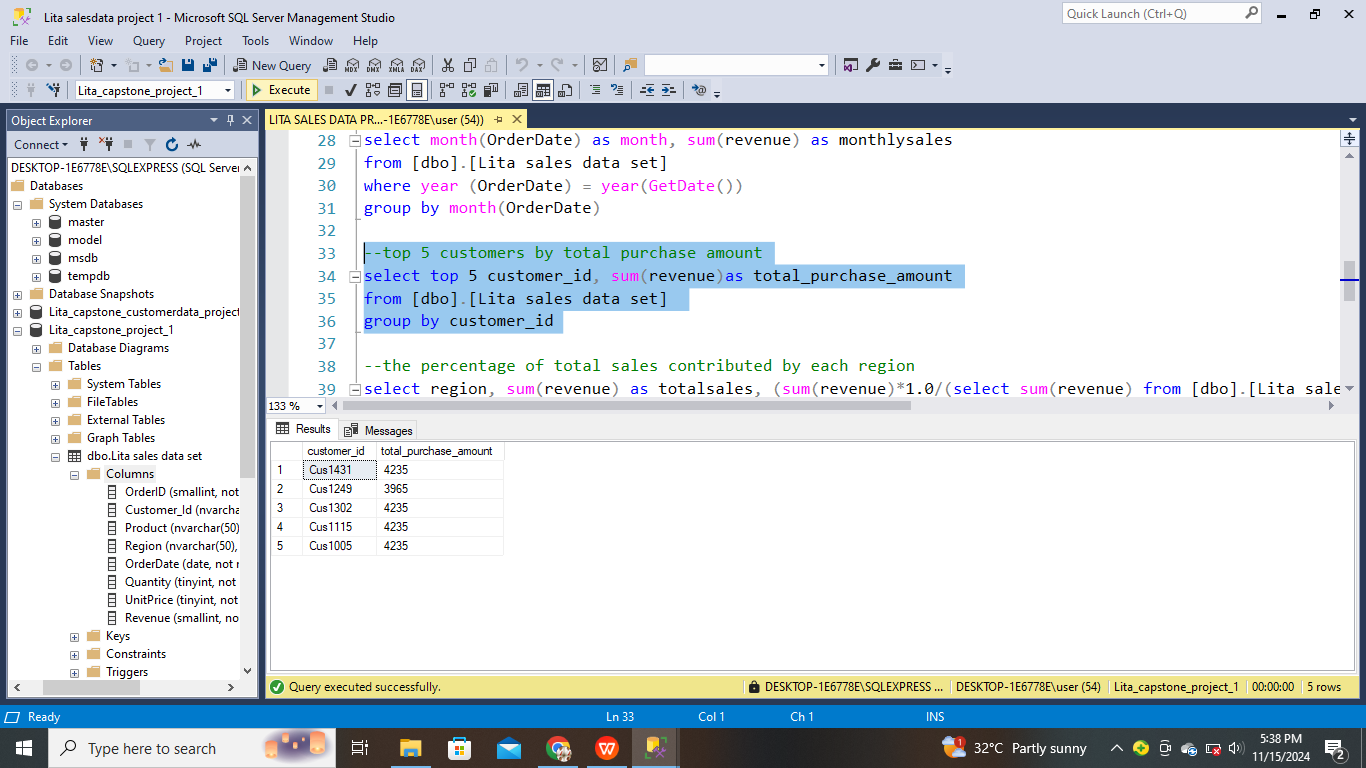 Lita salesdata project 1 - Microsoft SQL Server Management Studio
Quick Launch (Ctrl+Q)
File Edit View Query Project Tools Window Help
New Query MDX DMX XMLA DAX
Lita_capstone_project_1 Execute
Object Explorer
Connect
DESKTOP-1E6778E\SQLEXPRESS (SQL Server
Databases
System Databases
master
model
msdb
tempdb
Database Snapshots
Lita_capstone_customerdata_project
Lita_capstone_project_1
Database Diagrams
Tables
System Tables
FileTables
External Tables
Graph Tables
dbo.Lita sales data set
Columns
OrderID (smallint, not
Customer_Id (nvarcha
Product (nvarchar(50)
Region (nvarchar(50),
OrderDate (date, not n
Quantity (tinyint, not
UnitPrice (tinyint, not
Revenue (smallint, no
Keys
Constraints
Triggers
LITA SALES DATA PR...-1E6778E\user (54))
28 select month(OrderDate) as month, sum(revenue) as monthlysales
29 from [dbo].[Lita sales data set]
30 where year (OrderDate) = year(GetDate())
31 group by month(OrderDate)
32
33 --top 5 customers by total purchase amount
34 select top 5 customer_id, sum(revenue)as total_purchase_amount
35 from [dbo].[Lita sales data set]
36 group by customer_id
37
38 --the percentage of total sales contributed by each region
39 select region, sum(revenue) as totalsales, (sum(revenue)*1.0/(select sum(revenue) from [dbo].[Lita sale
133 %
Results Messages
customer_id total_purchase_amount
1 Cus1431 4235
2 Cus1249 3965
3 Cus1302 4235
4 Cus1115 4235
5 Cus1005 4235
Query executed successfully. DESKTOP-1E6778E\SQLEXPRESS ... DESKTOP-1E6778E\user (54) Lita_capstone_project_1 00:00:00 5 rows
Ready Ln 33 Col 1 Ch 1 INS
Type here to search 32°C Partly sunny 5:38 PM
11/15/2024 2